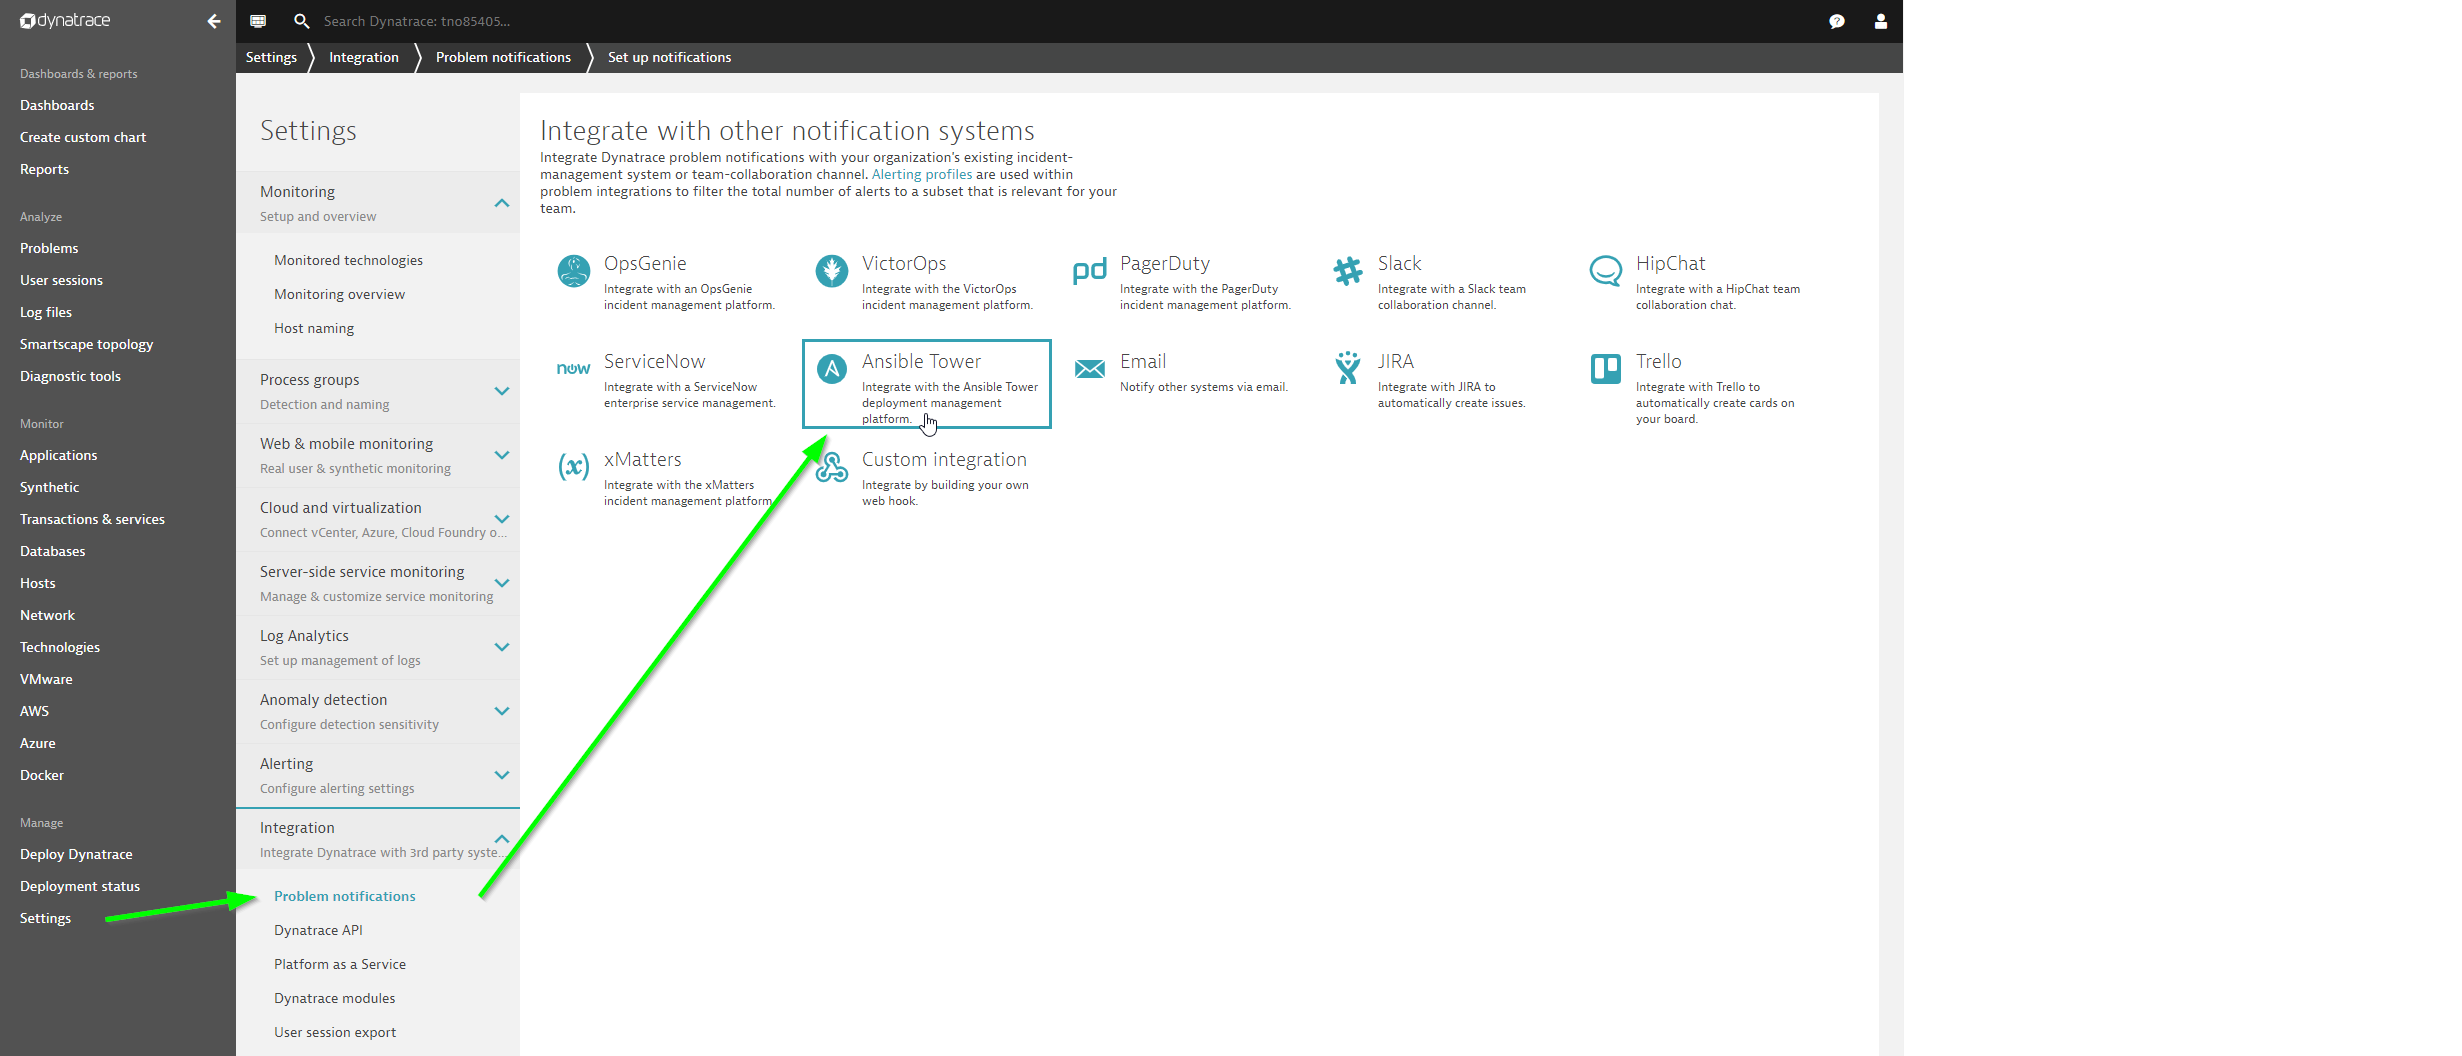 dynatrace
Search Dynatrace: tno85405...
Settings
Integration
Problem notifications
Set up notifications
Dashboards & reports
Dashboards
Create custom chart
Reports
Analyze
Problems
User sessions
Log files
Smartscape topology
Diagnostic tools
Monitor
Applications
Synthetic
Transactions & services
Databases
Hosts
Network
Technologies
VMware
AWS
Azure
Docker
Manage
Deploy Dynatrace
Deployment status
Settings
Settings
Monitoring
Setup and overview
Monitored technologies
Monitoring overview
Host naming
Process groups
Detection and naming
Web & mobile monitoring
Real user & synthetic monitoring
Cloud and virtualization
Connect vCenter, Azure, Cloud Foundry o...
Server-side service monitoring
Manage & customize service monitoring
Log Analytics
Set up management of logs
Anomaly detection
Configure detection sensitivity
Alerting
Configure alerting settings
Integration
Integrate Dynatrace with 3rd party syste...
Problem notifications
Dynatrace API
Platform as a Service
Dynatrace modules
User session export
Integrate with other notification systems
Integrate Dynatrace problem notifications with your organization's existing incident-
management system or team-collaboration channel. Alerting profiles are used within
problem integrations to filter the total number of alerts to a subset that is relevant for your
team.
OpsGenie
Integrate with an OpsGenie
incident management platform.
VictorOps
Integrate with the VictorOps
incident management platform.
pd
PagerDuty
Integrate with the PagerDuty
incident management platform.
Slack
Integrate with a Slack team
collaboration channel.
HipChat
Integrate with a HipChat team
collaboration chat.
now
ServiceNow
Integrate with a ServiceNow
enterprise service management.
Ansible Tower
Integrate with the Ansible Tower
deployment management
platform.
Email
Notify other systems via email.
JIRA
Integrate with JIRA to
automatically create issues.
Trello
Integrate with Trello to
automatically create cards on
your board.
(x)
xMatters
Integrate with the xMatters
incident management platform
Custom integration
Integrate by building your own
web hook.